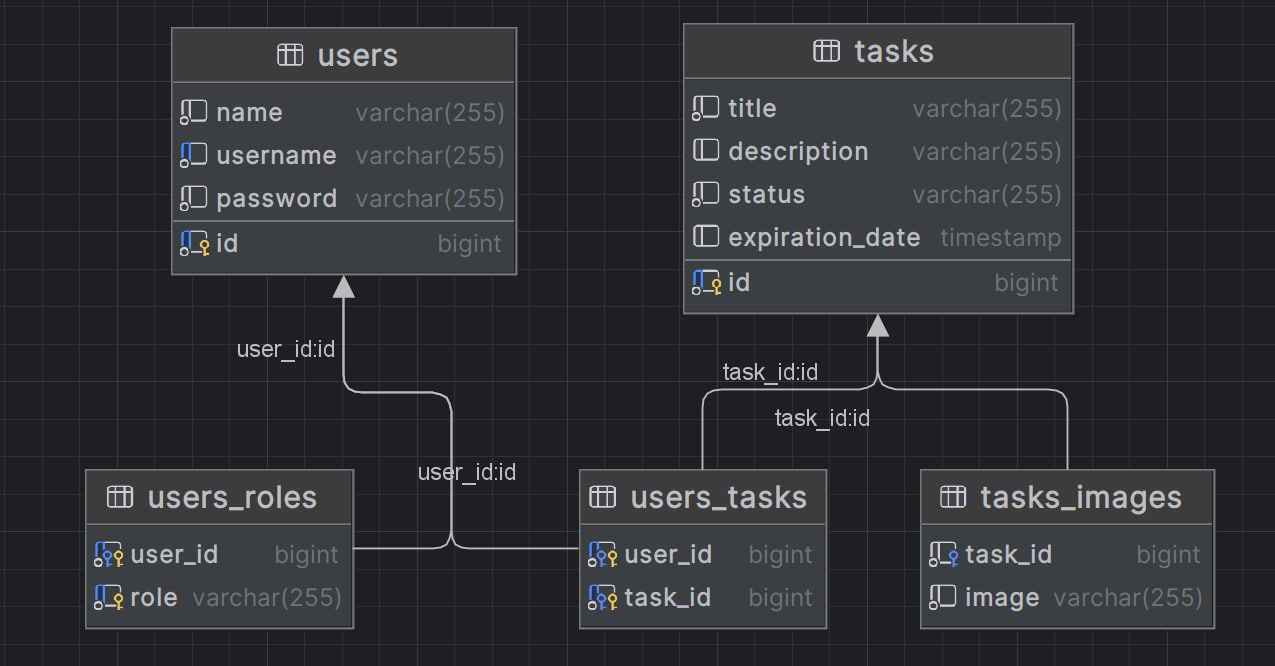 users
name varchar(255)
username varchar(255)
password varchar(255)
id bigint
tasks
title varchar(255)
description varchar(255)
status varchar(255)
expiration_date timestamp
id bigint
user_id:id
task_id:id
task_id:id
user_id:id
users_roles
user_id bigint
role varchar(255)
users_tasks
user_id bigint
task_id bigint
tasks_images
task_id bigint
image varchar(255)